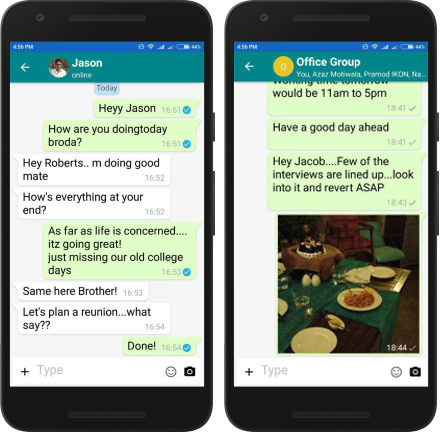 4:56 PM 44%
Jason
online
Today
Heyy Jason 16:51
How are you doingtoday
broda? 16:51
Hey Roberts.. m doing good
mate 16:52
How's everything at your
end? 16:52
As far as life is concerned....
itz going great!
just missing our old college
days 16:53
Same here Brother! 16:53
Let's plan a reunion...what
say?? 16:54
Done! 16:54
Type
4:56 PM 44%
O Office Group
You, Azaz Motiwala, Pramod IKON, Na...
Working time tomorrow
would be 11am to 5pm
18:41
Have a good day ahead
18:41
Hey Jacob....Few of the
interviews are lined up...look
into it and revert ASAP
18:43
18:44
Type